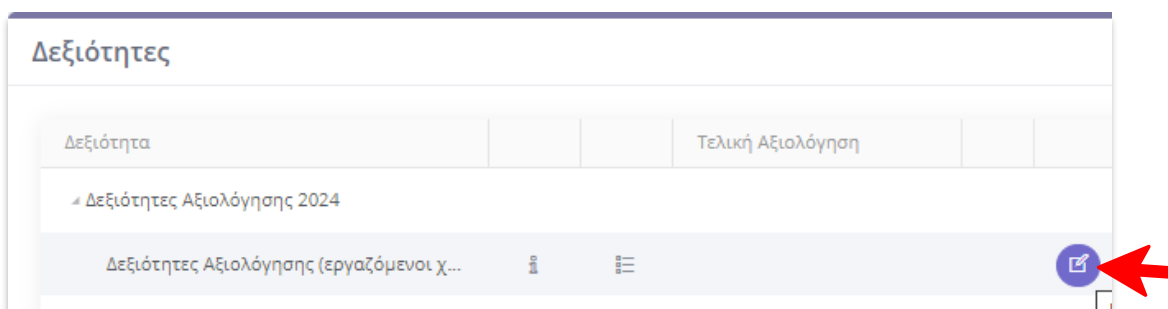 Δεξιότητες
Δεξιότητα Τελική Αξιολόγηση
Δεξιότητες Αξιολόγησης 2024
Δεξιότητες Αξιολόγησης (εργαζόμενοι χ...